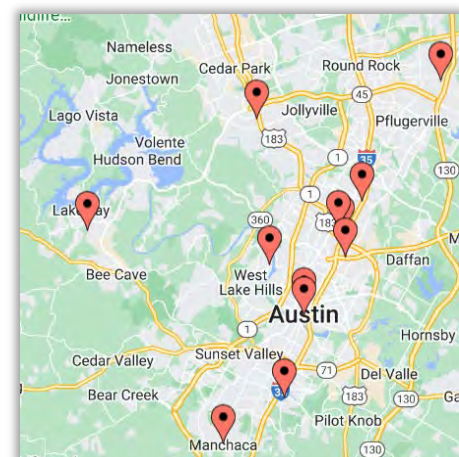 Wildlife...
Nameless
Cedar Park
Round Rock
Jonestown
45
Jollyville
Lago Vista
Pflugerville
Volente
183
1
35
Hudson Bend
130
1
183
360
Daffan
Bee Cave
West
Lake Hills
Austin
Hornsby
1
Cedar Valley
Sunset Valley
71
Del Valle
Bear Creek
183
130
Pilot Knob
Manchaca
130